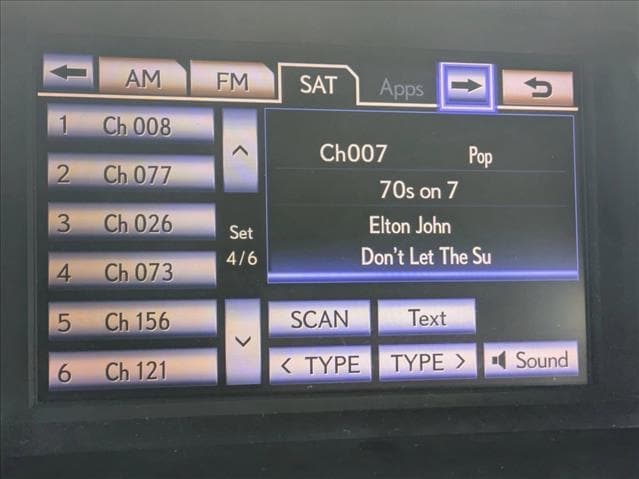 AM FM SAT Apps
1 Ch 008
2 Ch 077
3 Ch 026
4 Ch 073
5 Ch 156
6 Ch 121
Set
4/6
Ch007 Pop
70s on 7
Elton John
Don't Let The Su
SCAN Text
< TYPE TYPE > Sound